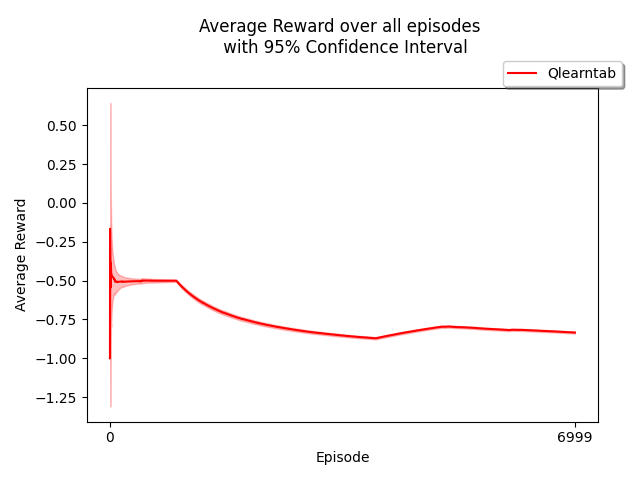 Average Reward over all episodes
with 95% Confidence Interval
Qlearntab
0.50
0.25
0.00
−0.25
−0.50
−0.75
−1.00
−1.25
Average Reward
0
6999
Episode